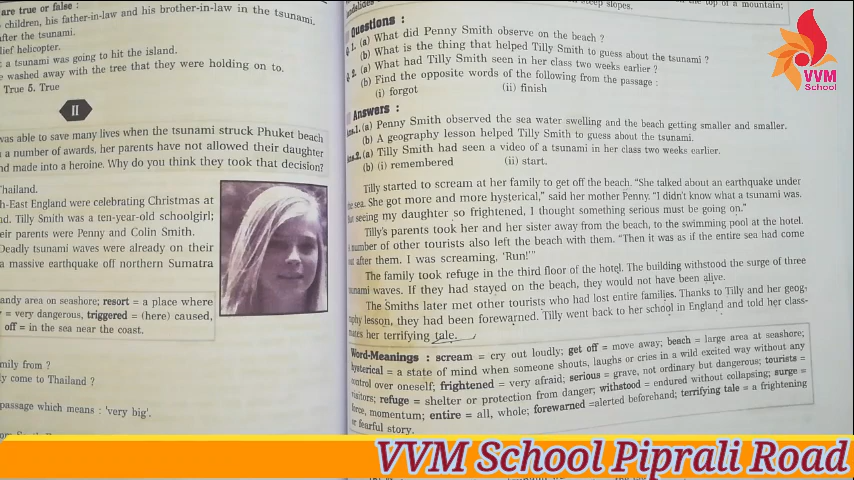 are true or false :
children, his father-in-law and his brother-in-law in the tsunami.
after the tsunami.
lief helicopter.
t a tsunami was going to hit the island.
e washed away with the tree that they were holding on to.
True 5. True
II
was able to save many lives when the tsunami struck Phuket beach
a number of awards, her parents have not allowed their daughter
nd made into a heroine. Why do you think they took that decision?
Thailand.
h-East England were celebrating Christmas at
nd. Tilly Smith was a ten-year-old schoolgirl;
eir parents were Penny and Colin Smith.
Deadly tsunami waves were already on their
a massive earthquake off northern Sumatra
andy area on seashore; resort = a place where
= very dangerous, triggered = (here) caused,
off = in the sea near the coast.
mily from ?
ly come to Thailand ?
passage which means : 'very big'.
steep slopes.
top of a mountain;
Questions :
Q 1. (a) What did Penny Smith observe on the beach ?
(b) What is the thing that helped Tilly Smith to guess about the tsunami ?
Q 2. (a) What had Tilly Smith seen in her class two weeks earlier ?
(b) Find the opposite words of the following from the passage :
(i) forgot (ii) finish
Answers :
Ans.1. (a) Penny Smith observed the sea water swelling and the beach getting smaller and smaller.
(b) A geography lesson helped Tilly Smith to guess about the tsunami.
Ans.2. (a) Tilly Smith had seen a video of a tsunami in her class two weeks earlier.
(b) (i) remembered (ii) start.
Tilly started to scream at her family to get off the beach. "She talked about an earthquake under
the sea. She got more and more hysterical," said her mother Penny. "I didn't know what a tsunami was.
But seeing my daughter so frightened, I thought something serious must be going on."
Tilly's parents took her and her sister away from the beach, to the swimming pool at the hotel.
A number of other tourists also left the beach with them. "Then it was as if the entire sea had come
out after them. I was screaming, 'Run!'"
The family took refuge in the third floor of the hotel. The building withstood the surge of three
tsunami waves. If they had stayed on the beach, they would not have been alive.
The Smiths later met other tourists who had lost entire families. Thanks to Tilly and her geog-
raphy lesson, they had been forewarned. Tilly went back to her school in England and told her class-
mates her terrifying tale.
Word-Meanings : scream = cry out loudly; get off = move away; beach = large area at seashore;
hysterical = a state of mind when someone shouts, laughs or cries in a wild excited way without any
control over oneself, frightened = very afraid; serious = grave, not ordinary but dangerous; tourists =
visitors; refuge = shelter or protection from danger; withstood = endured without collapsing; surge =
force, momentum; entire = all, whole; forewarned =alerted beforehand; terrifying tale = a frightening
or fearful story.
VVM
School
VVM School Piprali Road